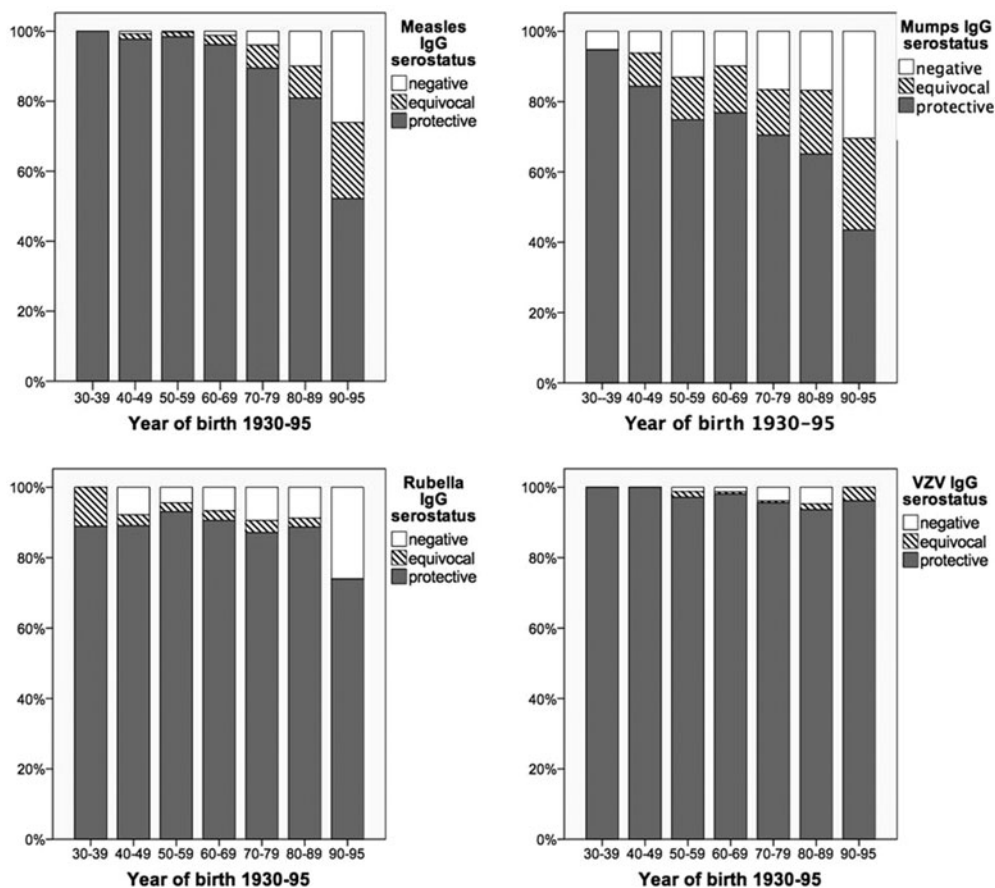 Measles
IgG
serostatus
negative
equivocal
protective
100%
80%
60%
40%
20%
0%
30-39 40-49 50-59 60-69 70-79 80-89 90-95
Year of birth 1930-95
Mumps IgG
serostatus
negative
equivocal
protective
100%
80%
60%
40%
20%
0%
30--39 40-49 50-59 60-69 70-79 80-89 90-95
Year of birth 1930-95
Rubella
IgG
serostatus
negative
equivocal
protective
100%
80%
60%
40%
20%
0%
30-39 40-49 50-59 60-69 70-79 80-89 90-95
Year of birth 1930-95
VZV IgG
serostatus
negative
equivocal
protective
100%
80%
60%
40%
20%
0%
30-39 40-49 50-59 60-69 70-79 80-89 90-95
Year of birth 1930-95